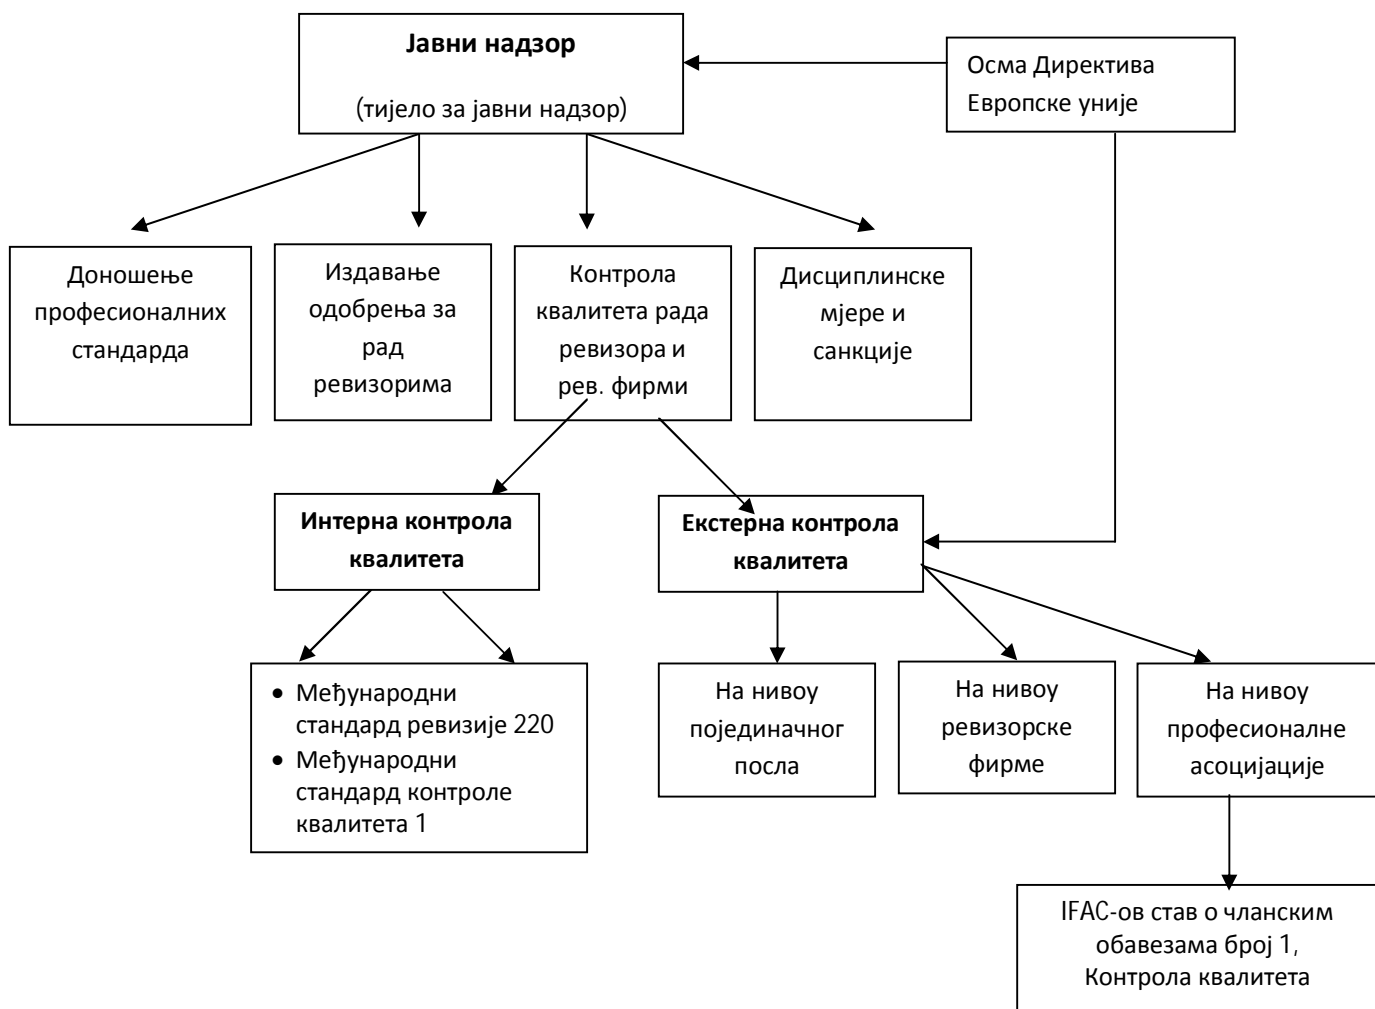 Јавни надзор
(тијело за јавни надзор)
Осма Директива
Европске уније
Доношење
професионалних
стандарда
Издавање
одобрења за
рад
ревизорима
Контрола
квалитета рада
ревизора и
рев. фирми
Дисциплинске
мјере и
санкције
Интерна контрола
квалитета
Екстерна контрола
квалитета
• Међународни
стандард ревизије 220
• Међународни
стандард контроле
квалитета 1
На нивоу
појединачног
посла
На нивоу
ревизорске
фирме
На нивоу
професионалне
асоцијације
IFAC-ов став о чланским
обавезама број 1,
Контрола квалитета